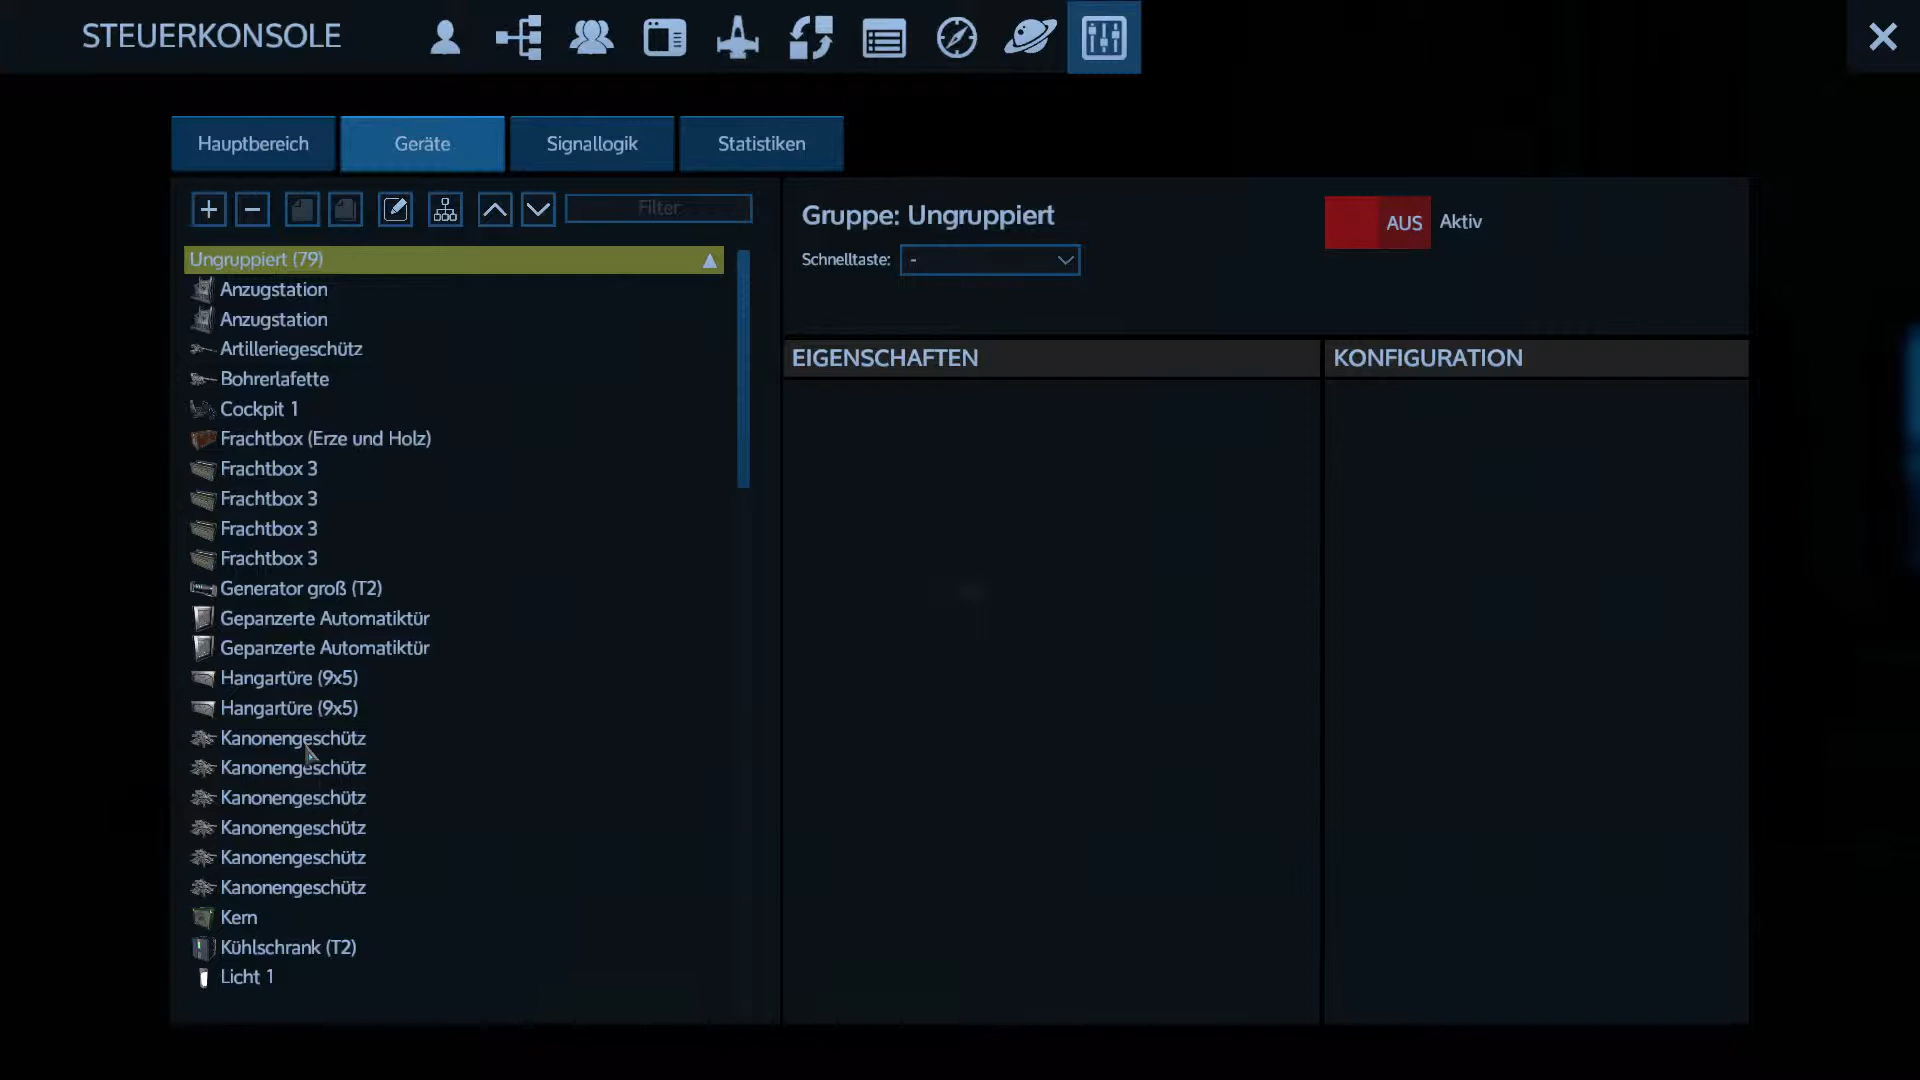 STEUERKONSOLE
Hauptbereich
Geräte
Signallogik
Statistiken
Filter
Ungruppiert (79)
Anzugstation
Anzugstation
Artilleriegeschütz
Bohrerlafette
Cockpit 1
Frachtbox (Erze und Holz)
Frachtbox 3
Frachtbox 3
Frachtbox 3
Frachtbox 3
Generator groß (T2)
Gepanzerte Automatiktür
Gepanzerte Automatiktür
Hangartüre (9x5)
Hangartüre (9x5)
Kanonengeschütz
Kanonengeschütz
Kanonengeschütz
Kanonengeschütz
Kanonengeschütz
Kanonengeschütz
Kern
Kühlschrank (T2)
Licht 1
Gruppe: Ungruppiert
AUS Aktiv
Schnelltaste: -
EIGENSCHAFTEN
KONFIGURATION